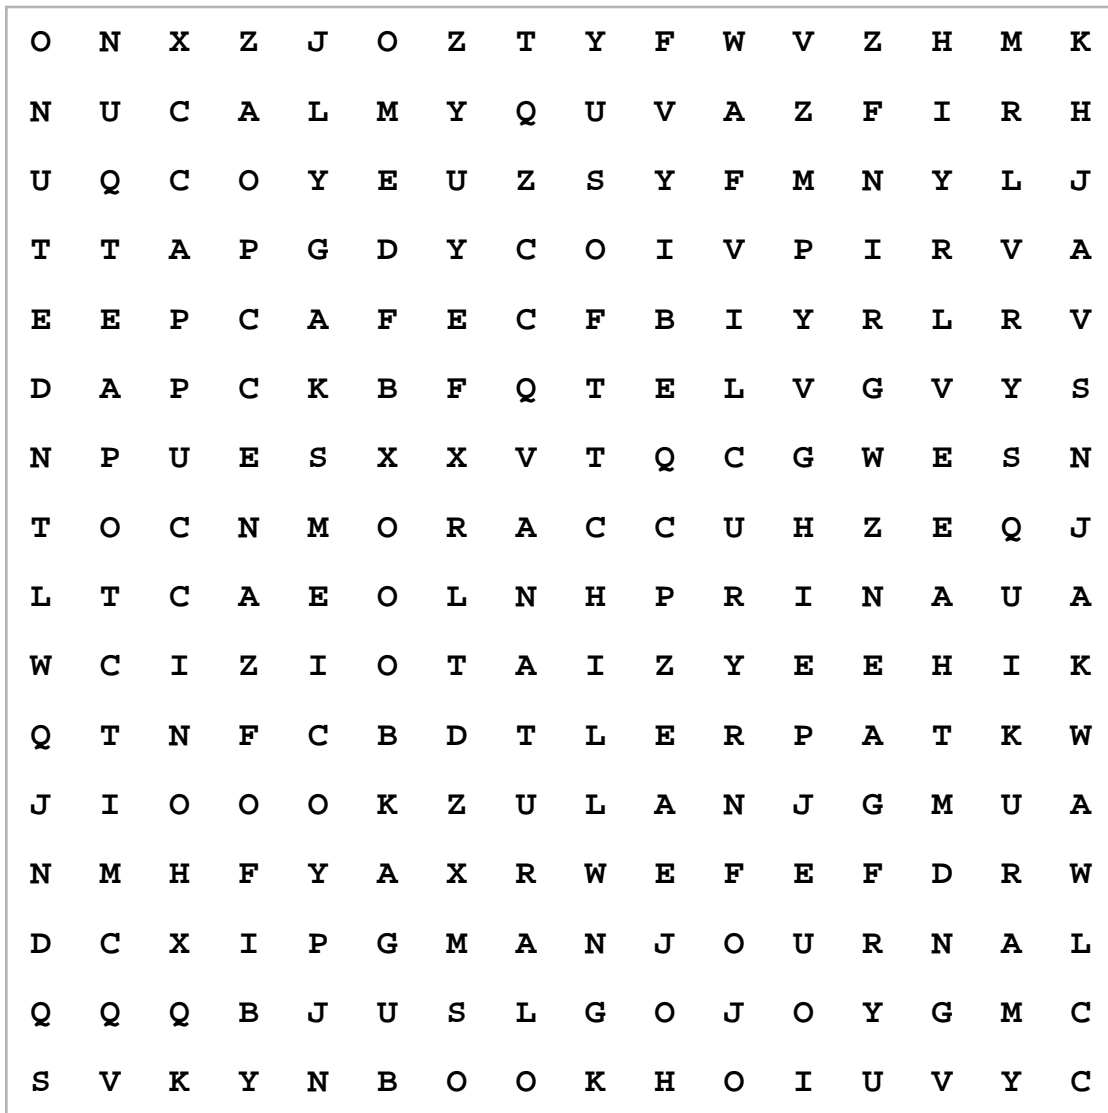 O N X Z J O Z T Y F W V Z H M K
N U C A L M Y Q U V A Z F I R H
U Q C O Y E U Z S Y F M N Y L J
T T A P G D Y C O I V P I R V A
E E P C A F E C F B I Y R L R V
D A P C K B F Q T E L V G V Y S
N P U E S X X V T Q C G W E S N
T O C N M O R A C C U H Z E Q J
L T C A E O L N H P R I N A U A
W C I Z I O T A I Z Y E E H I K
Q T N F C B D T L E R P A T K W
J I O O O K Z U L A N J G M U A
N M H F Y A X R W E F E F D R W
D C X I P G M A N J O U R N A L
Q Q Q B J U S L G O J O Y G M C
S V K Y N B O O K H O I U V Y C